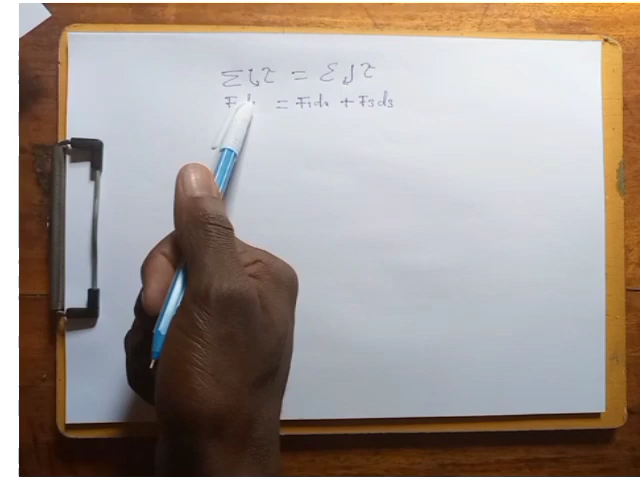 Σ↺τ = Σ↻τ
F d = F₁d₁ + F₃d₃